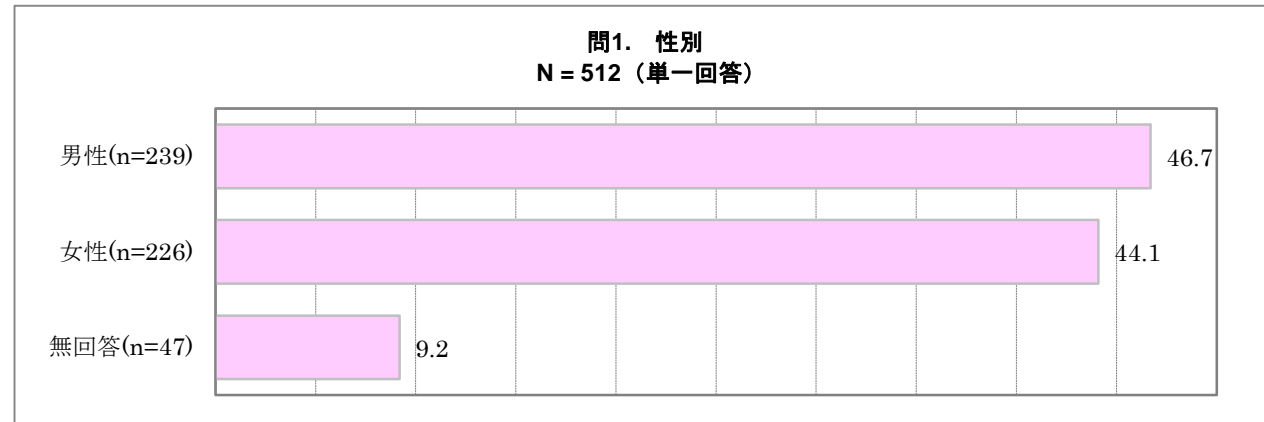 問1. 性別
N = 512（単一回答）
男性(n=239)
46.7
女性(n=226)
44.1
無回答(n=47)
9.2